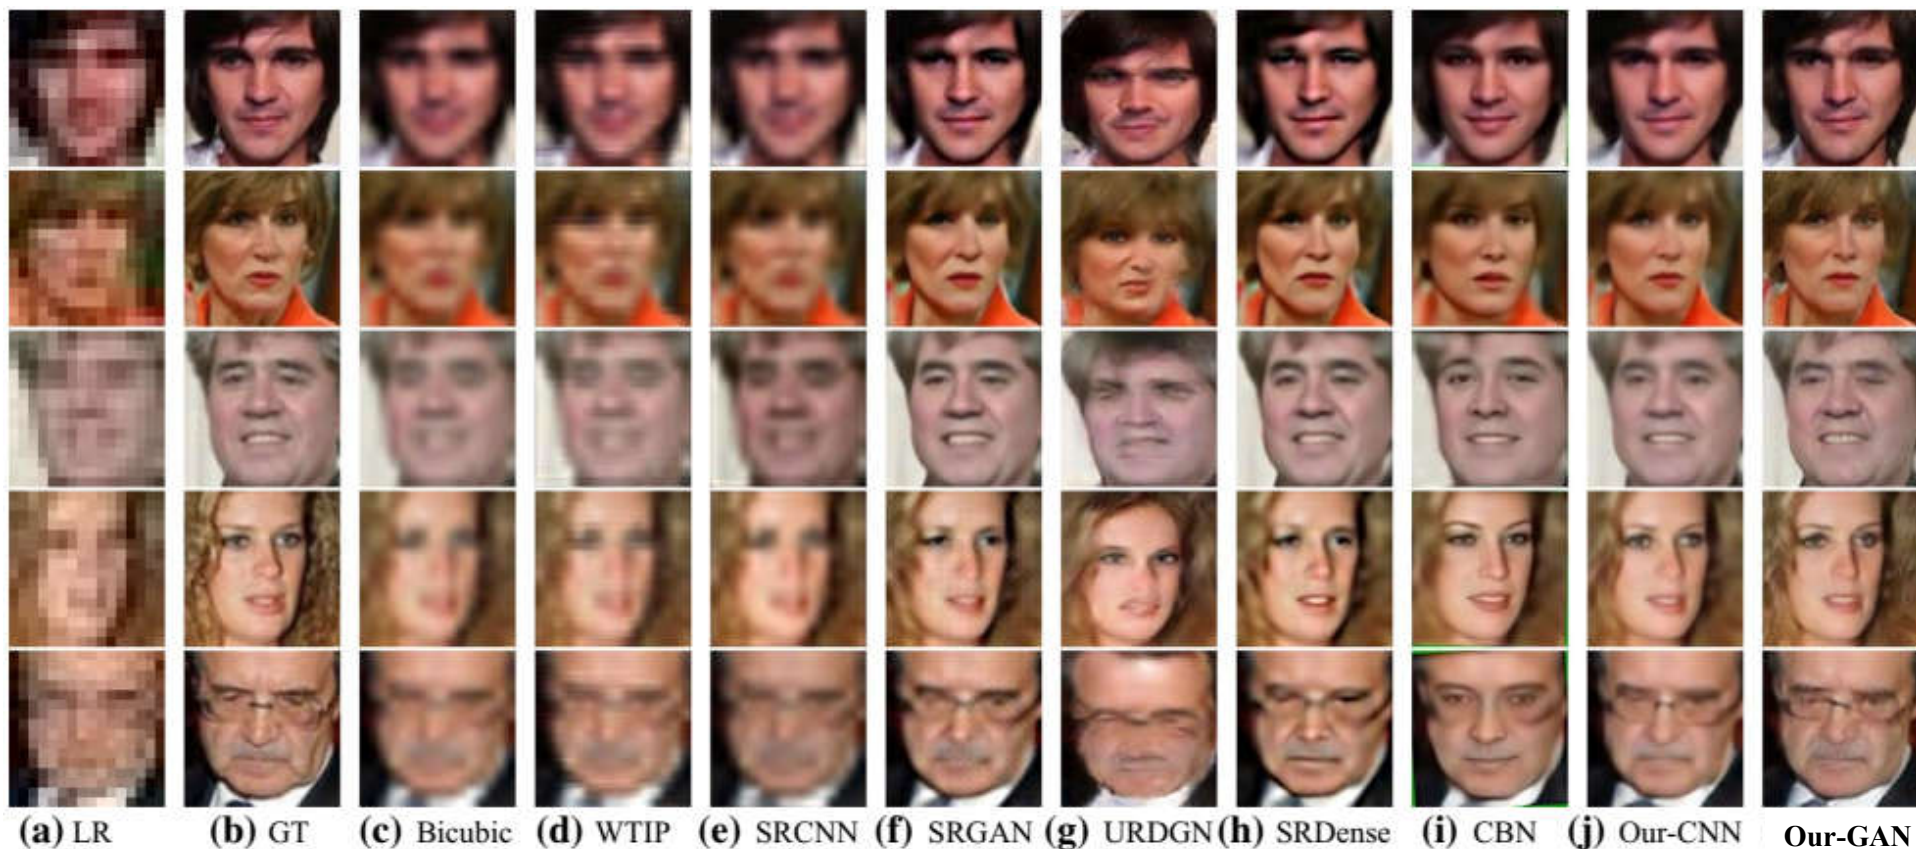 (a) LR (b) GT (c) Bicubic (d) WTIP (e) SRCNN (f) SRGAN (g) URDGN (h) SRDense (i) CBN (j) Our-CNN Our-GAN